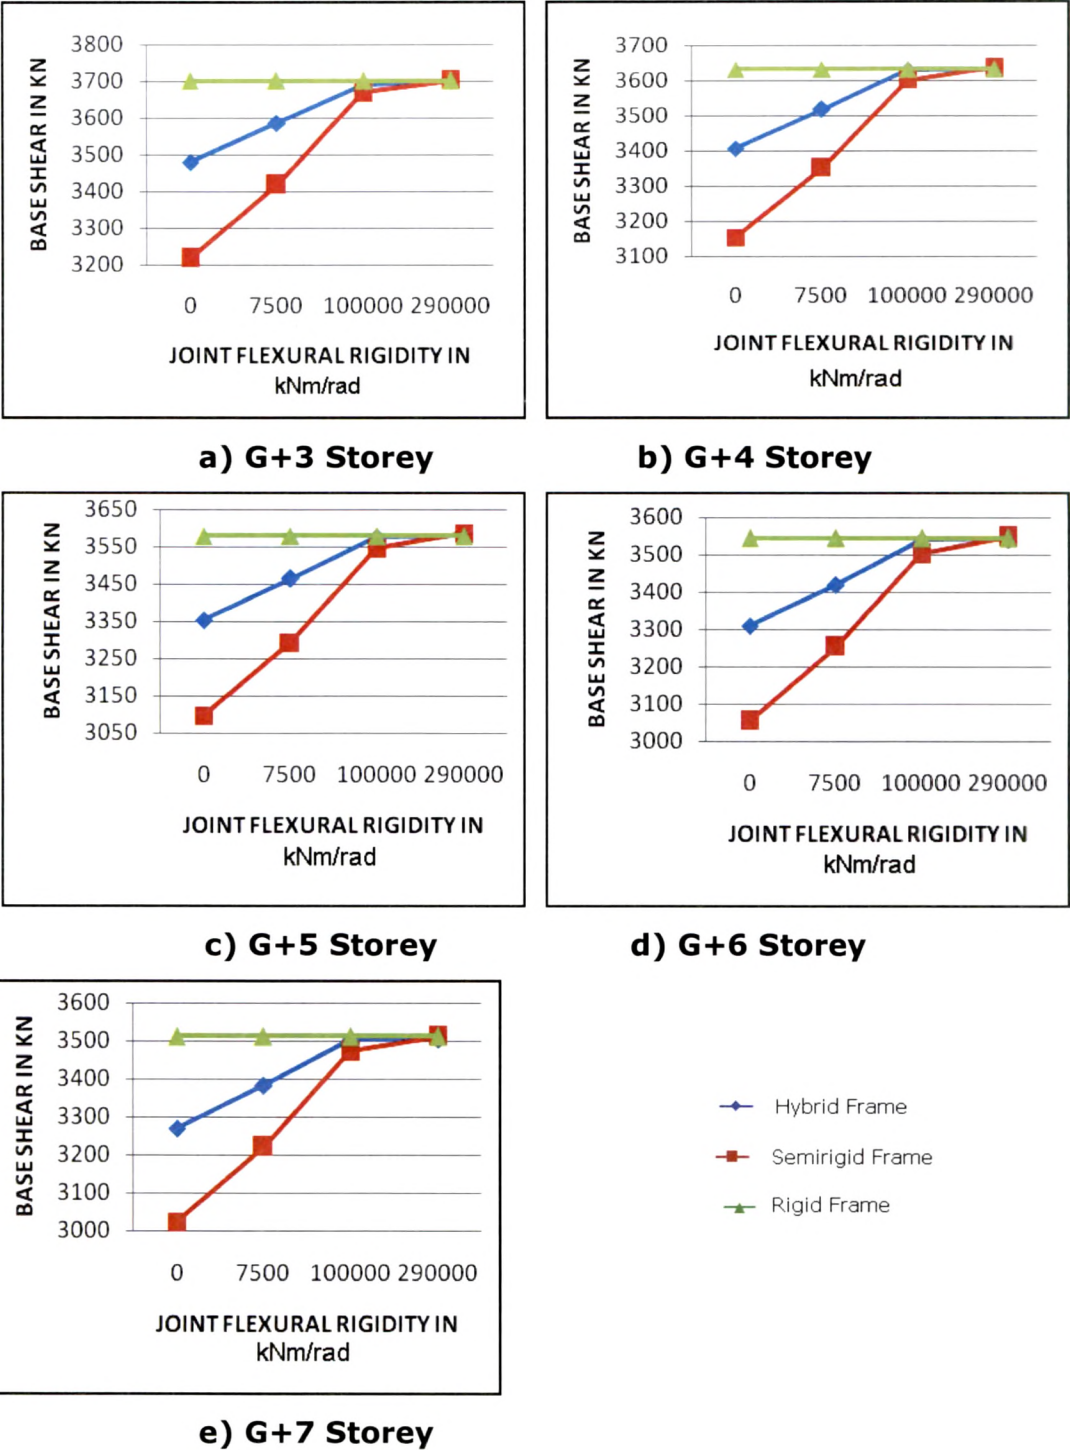 3800
3700
3600
3500
3400
3300
3200
BASE SHEAR IN KN
0 7500 100000 290000
JOINT FLEXURAL RIGIDITY IN
kNm/rad
a) G+3 Storey
3700
3600
3500
3400
3300
3200
3100
BASE SHEAR IN KN
0 7500 100000 290000
JOINT FLEXURAL RIGIDITY IN
kNm/rad
b) G+4 Storey
3650
3550
3450
3350
3250
3150
3050
BASE SHEAR IN KN
0 7500 100000 290000
JOINT FLEXURAL RIGIDITY IN
kNm/rad
c) G+5 Storey
3600
3500
3400
3300
3200
3100
3000
BASE SHEAR IN KN
0 7500 100000 290000
JOINT FLEXURAL RIGIDITY IN
kNm/rad
d) G+6 Storey
3600
3500
3400
3300
3200
3100
3000
BASE SHEAR IN KN
0 7500 100000 290000
JOINT FLEXURAL RIGIDITY IN
kNm/rad
e) G+7 Storey
Hybrid Frame
Semirigid Frame
Rigid Frame